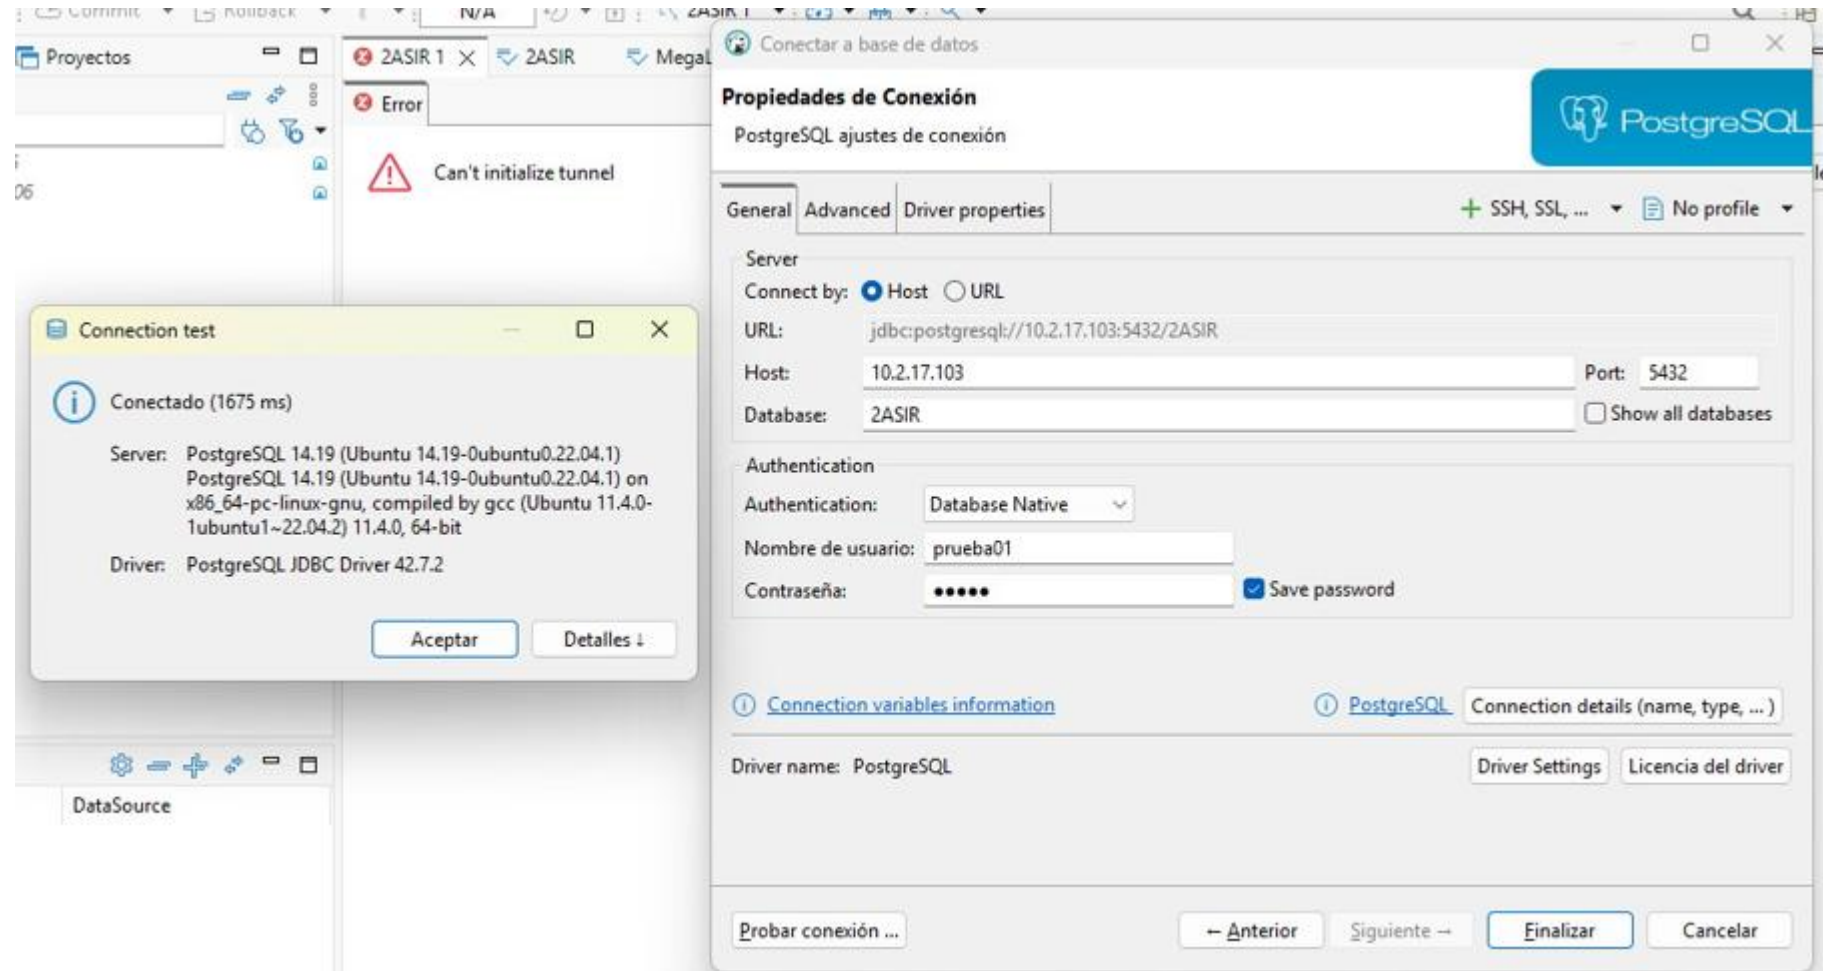 Commit
Rollback
N/A
2ASIR 1
Proyectos
2ASIR 1
2ASIR
MegaL
Error
Can't initialize tunnel
06
Connection test
Conectado (1675 ms)
Server: PostgreSQL 14.19 (Ubuntu 14.19-0ubuntu0.22.04.1)
PostgreSQL 14.19 (Ubuntu 14.19-0ubuntu0.22.04.1) on
x86_64-pc-linux-gnu, compiled by gcc (Ubuntu 11.4.0-
1ubuntu1~22.04.2) 11.4.0, 64-bit
Driver: PostgreSQL JDBC Driver 42.7.2
Aceptar
Detalles ↓
DataSource
Conectar a base de datos
Propiedades de Conexión
PostgreSQL ajustes de conexión
PostgreSQL
General Advanced Driver properties
SSH, SSL, ... No profile
Server
Connect by: Host URL
URL: jdbc:postgresql://10.2.17.103:5432/2ASIR
Host: 10.2.17.103 Port: 5432
Database: 2ASIR Show all databases
Authentication
Authentication: Database Native
Nombre de usuario: prueba01
Contraseña: ••••• Save password
Connection variables information
PostgreSQL Connection details (name, type, ... )
Driver name: PostgreSQL Driver Settings Licencia del driver
Probar conexión ... ← Anterior Siguiente → Finalizar Cancelar